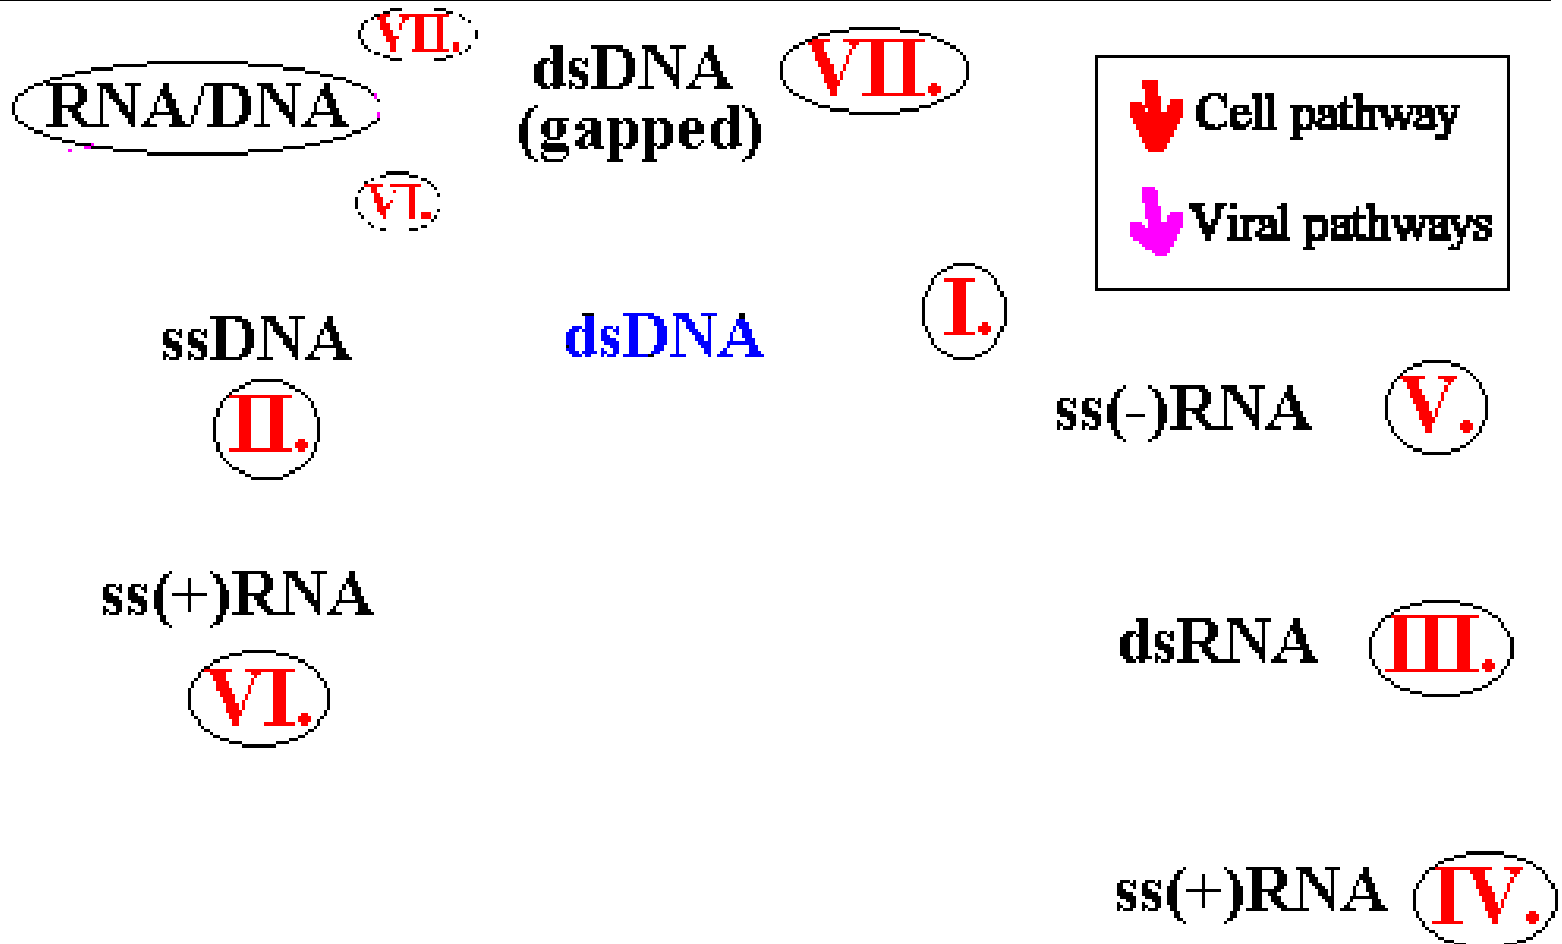 VII.
RNA/DNA
VI.
dsDNA
(gapped)
VII.
Cell pathway
Viral pathways
ssDNA
II.
dsDNA
I.
ss(-)RNA
V.
ss(+)RNA
VI.
dsRNA
III.
ss(+)RNA
IV.